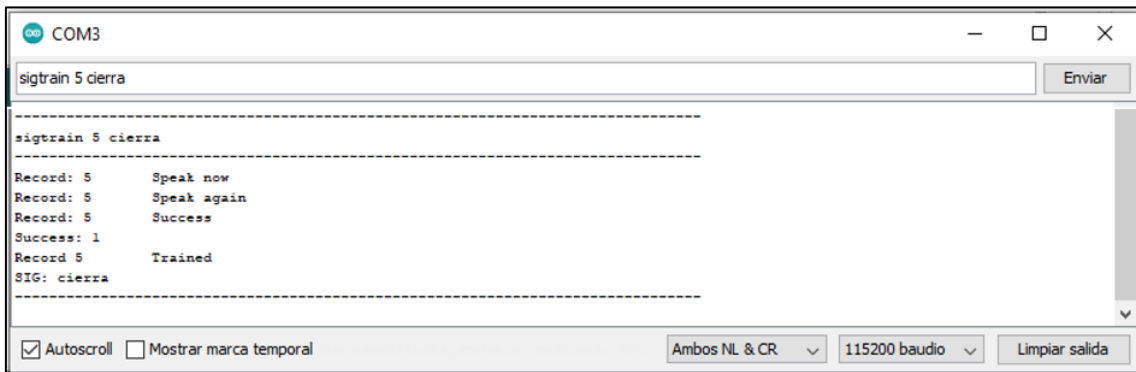 COM3
sigtrain 5 cierra
Enviar
--------------------------------------------------------------------------------
sigtrain 5 cierra
--------------------------------------------------------------------------------
Record: 5 Speak now
Record: 5 Speak again
Record: 5 Success
Success: 1
Record 5 Trained
SIG: cierra
--------------------------------------------------------------------------------
Autoscroll Mostrar marca temporal Ambos NL & CR 115200 baudio Limpiar salida